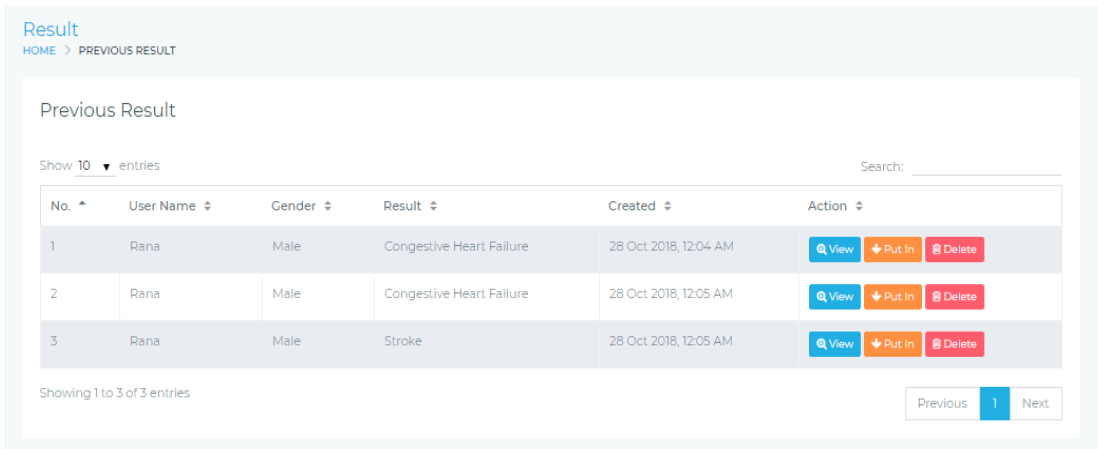 Result
HOME > PREVIOUS RESULT
Previous Result
Show 10 entries Search:
No. User Name Gender Result Created Action
1 Rana Male Congestive Heart Failure 28 Oct 2018, 12:04 AM View Put In Delete
2 Rana Male Congestive Heart Failure 28 Oct 2018, 12:05 AM View Put In Delete
3 Rana Male Stroke 28 Oct 2018, 12:05 AM View Put In Delete
Showing 1 to 3 of 3 entries
Previous 1 Next